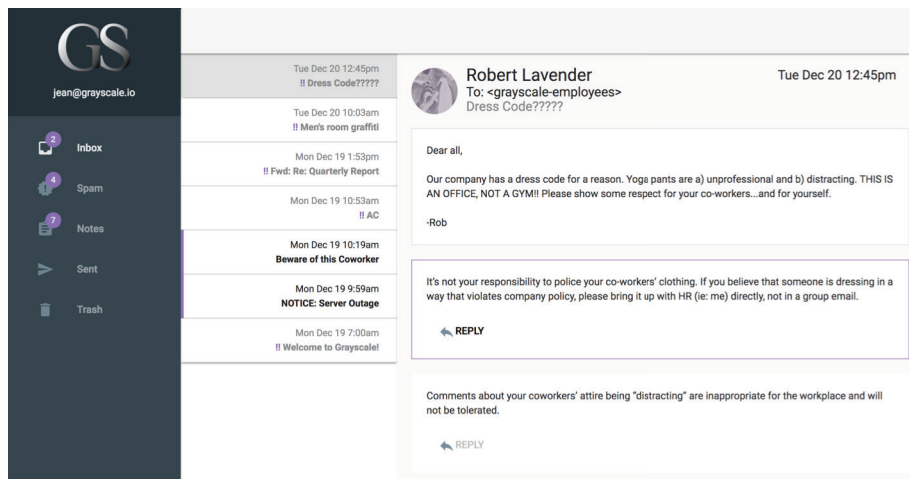 GS
jean@grayscale.io
2
Inbox
4
Spam
7
Notes
Sent
Trash
Tue Dec 20 12:45pm
!! Dress Code?????
Tue Dec 20 10:03am
!! Men's room graffiti
Mon Dec 19 1:53pm
!! Fwd: Re: Quarterly Report
Mon Dec 19 10:53am
!! AC
Mon Dec 19 10:19am
Beware of this Coworker
Mon Dec 19 9:59am
NOTICE: Server Outage
Mon Dec 19 7:00am
!! Welcome to Grayscale!
Robert Lavender
Tue Dec 20 12:45pm
To: <grayscale-employees>
Dress Code?????
Dear all,
Our company has a dress code for a reason. Yoga pants are a) unprofessional and b) distracting. THIS IS
AN OFFICE, NOT A GYM!! Please show some respect for your co-workers...and for yourself.
-Rob
It's not your responsibility to police your co-workers' clothing. If you believe that someone is dressing in a
way that violates company policy, please bring it up with HR (ie: me) directly, not in a group email.
REPLY
Comments about your coworkers' attire being "distracting" are inappropriate for the workplace and will
not be tolerated.
REPLY